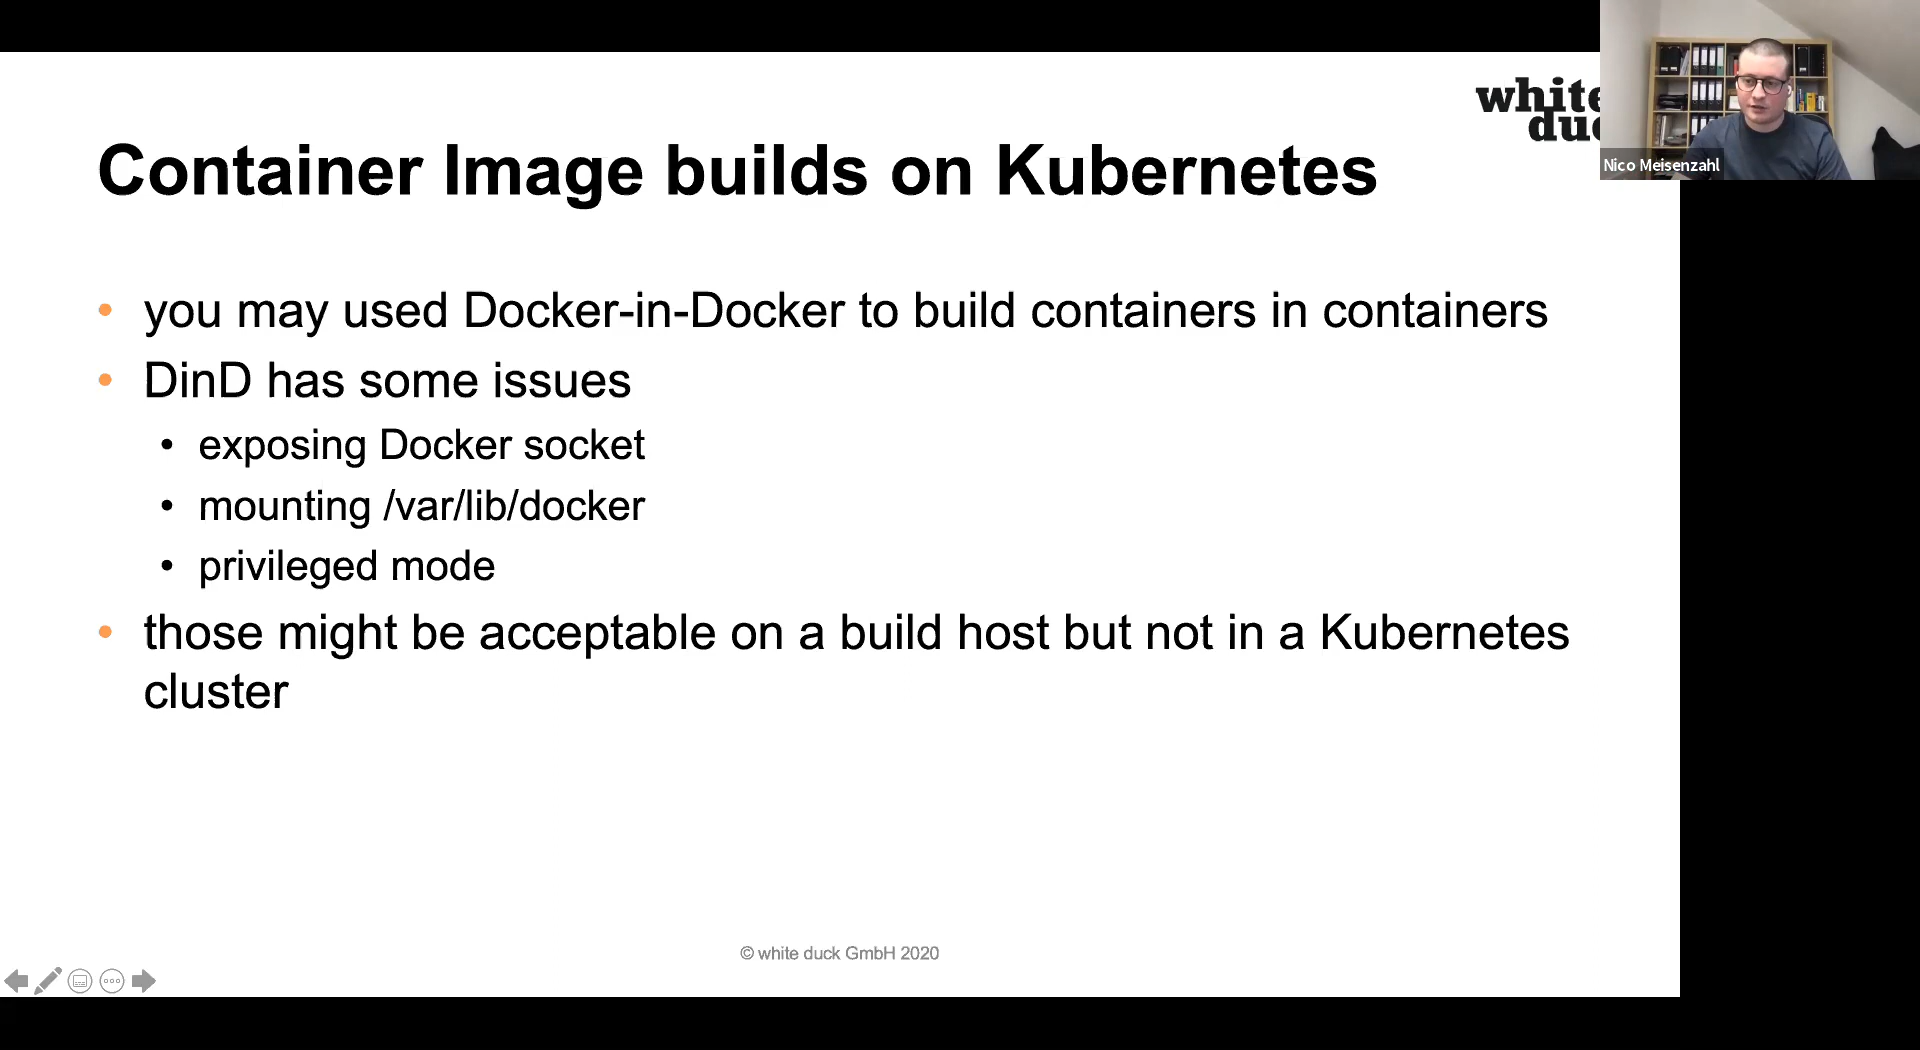 white
Container Image builds on Kubernetes
Nico Meisenzahl
• you may used Docker-in-Docker to build containers in containers
• DinD has some issues
• exposing Docker socket
• mounting /var/lib/docker
• privileged mode
• those might be acceptable on a build host but not in a Kubernetes
cluster
© white duck GmbH 2020